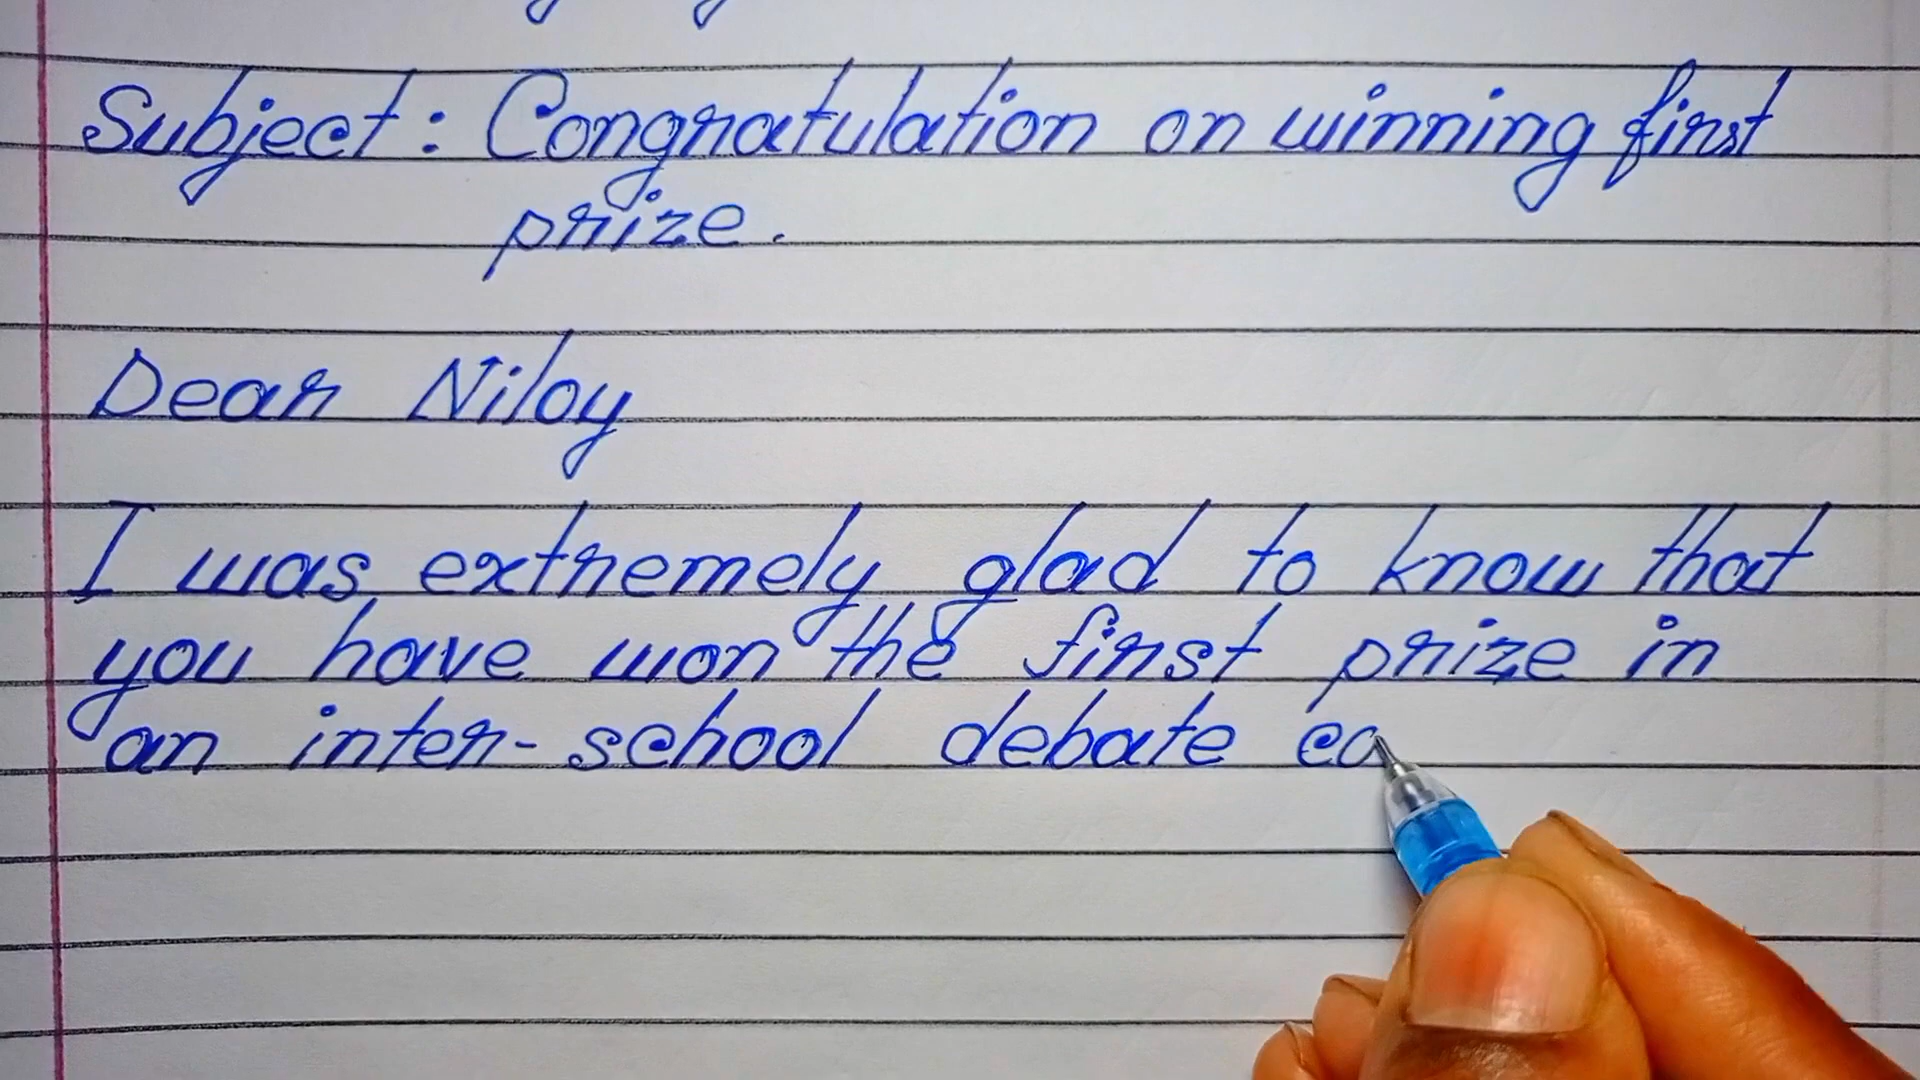 Subject: Congratulation on winning first
prize.
Dear Niloy
I was extremely glad to know that
you have won the first prize in
an inter-school debate co